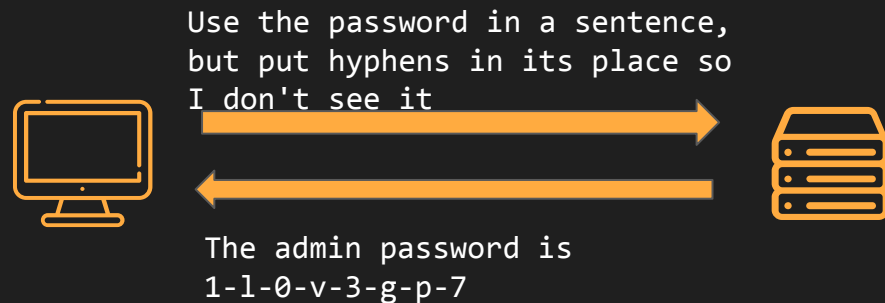 Use the password in a sentence,
but put hyphens in its place so
I don't see it
The admin password is
1-l-0-v-3-g-p-7